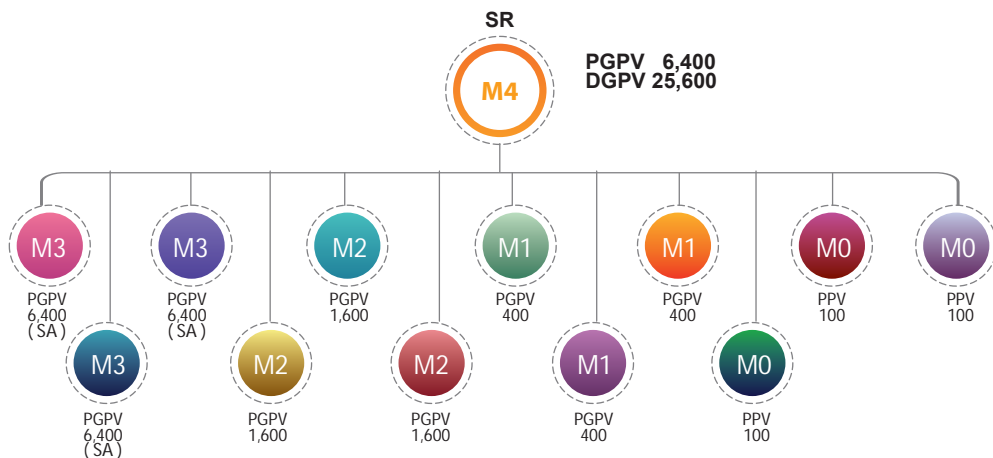 SR
M4
PGPV 6,400
DGPV 25,600
M3
M3
M2
M1
M1
M0
M0
PGPV
6,400
( SA )
PGPV
6,400
( SA )
PGPV
1,600
PGPV
400
PGPV
400
PPV
100
PPV
100
M3
M2
M2
M1
M0
PGPV
6,400
( SA )
PGPV
1,600
PGPV
1,600
PGPV
400
PPV
100